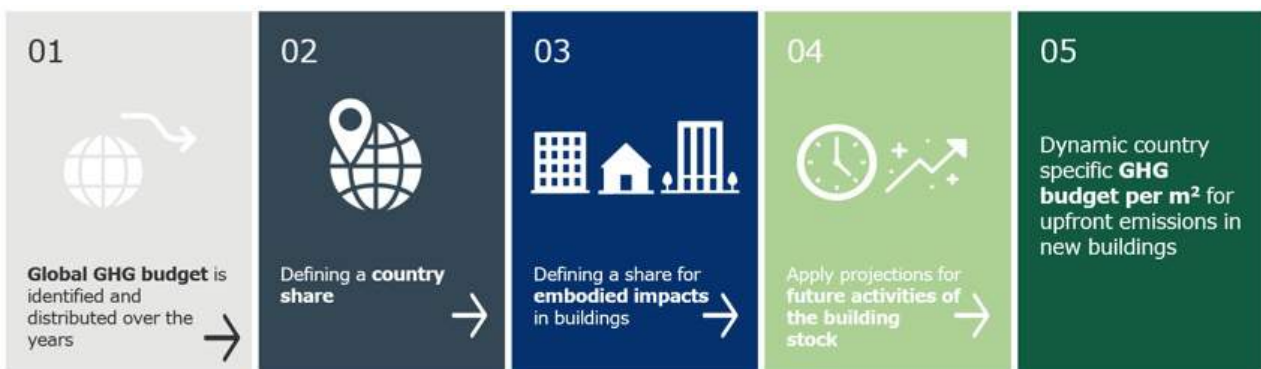 01
Global GHG budget is
identified and
distributed over the
years
02
Defining a country
share
03
Defining a share for
embodied impacts
in buildings
04
Apply projections for
future activities of
the building
stock
05
Dynamic country
specific GHG
budget per m² for
upfront emissions in
new buildings